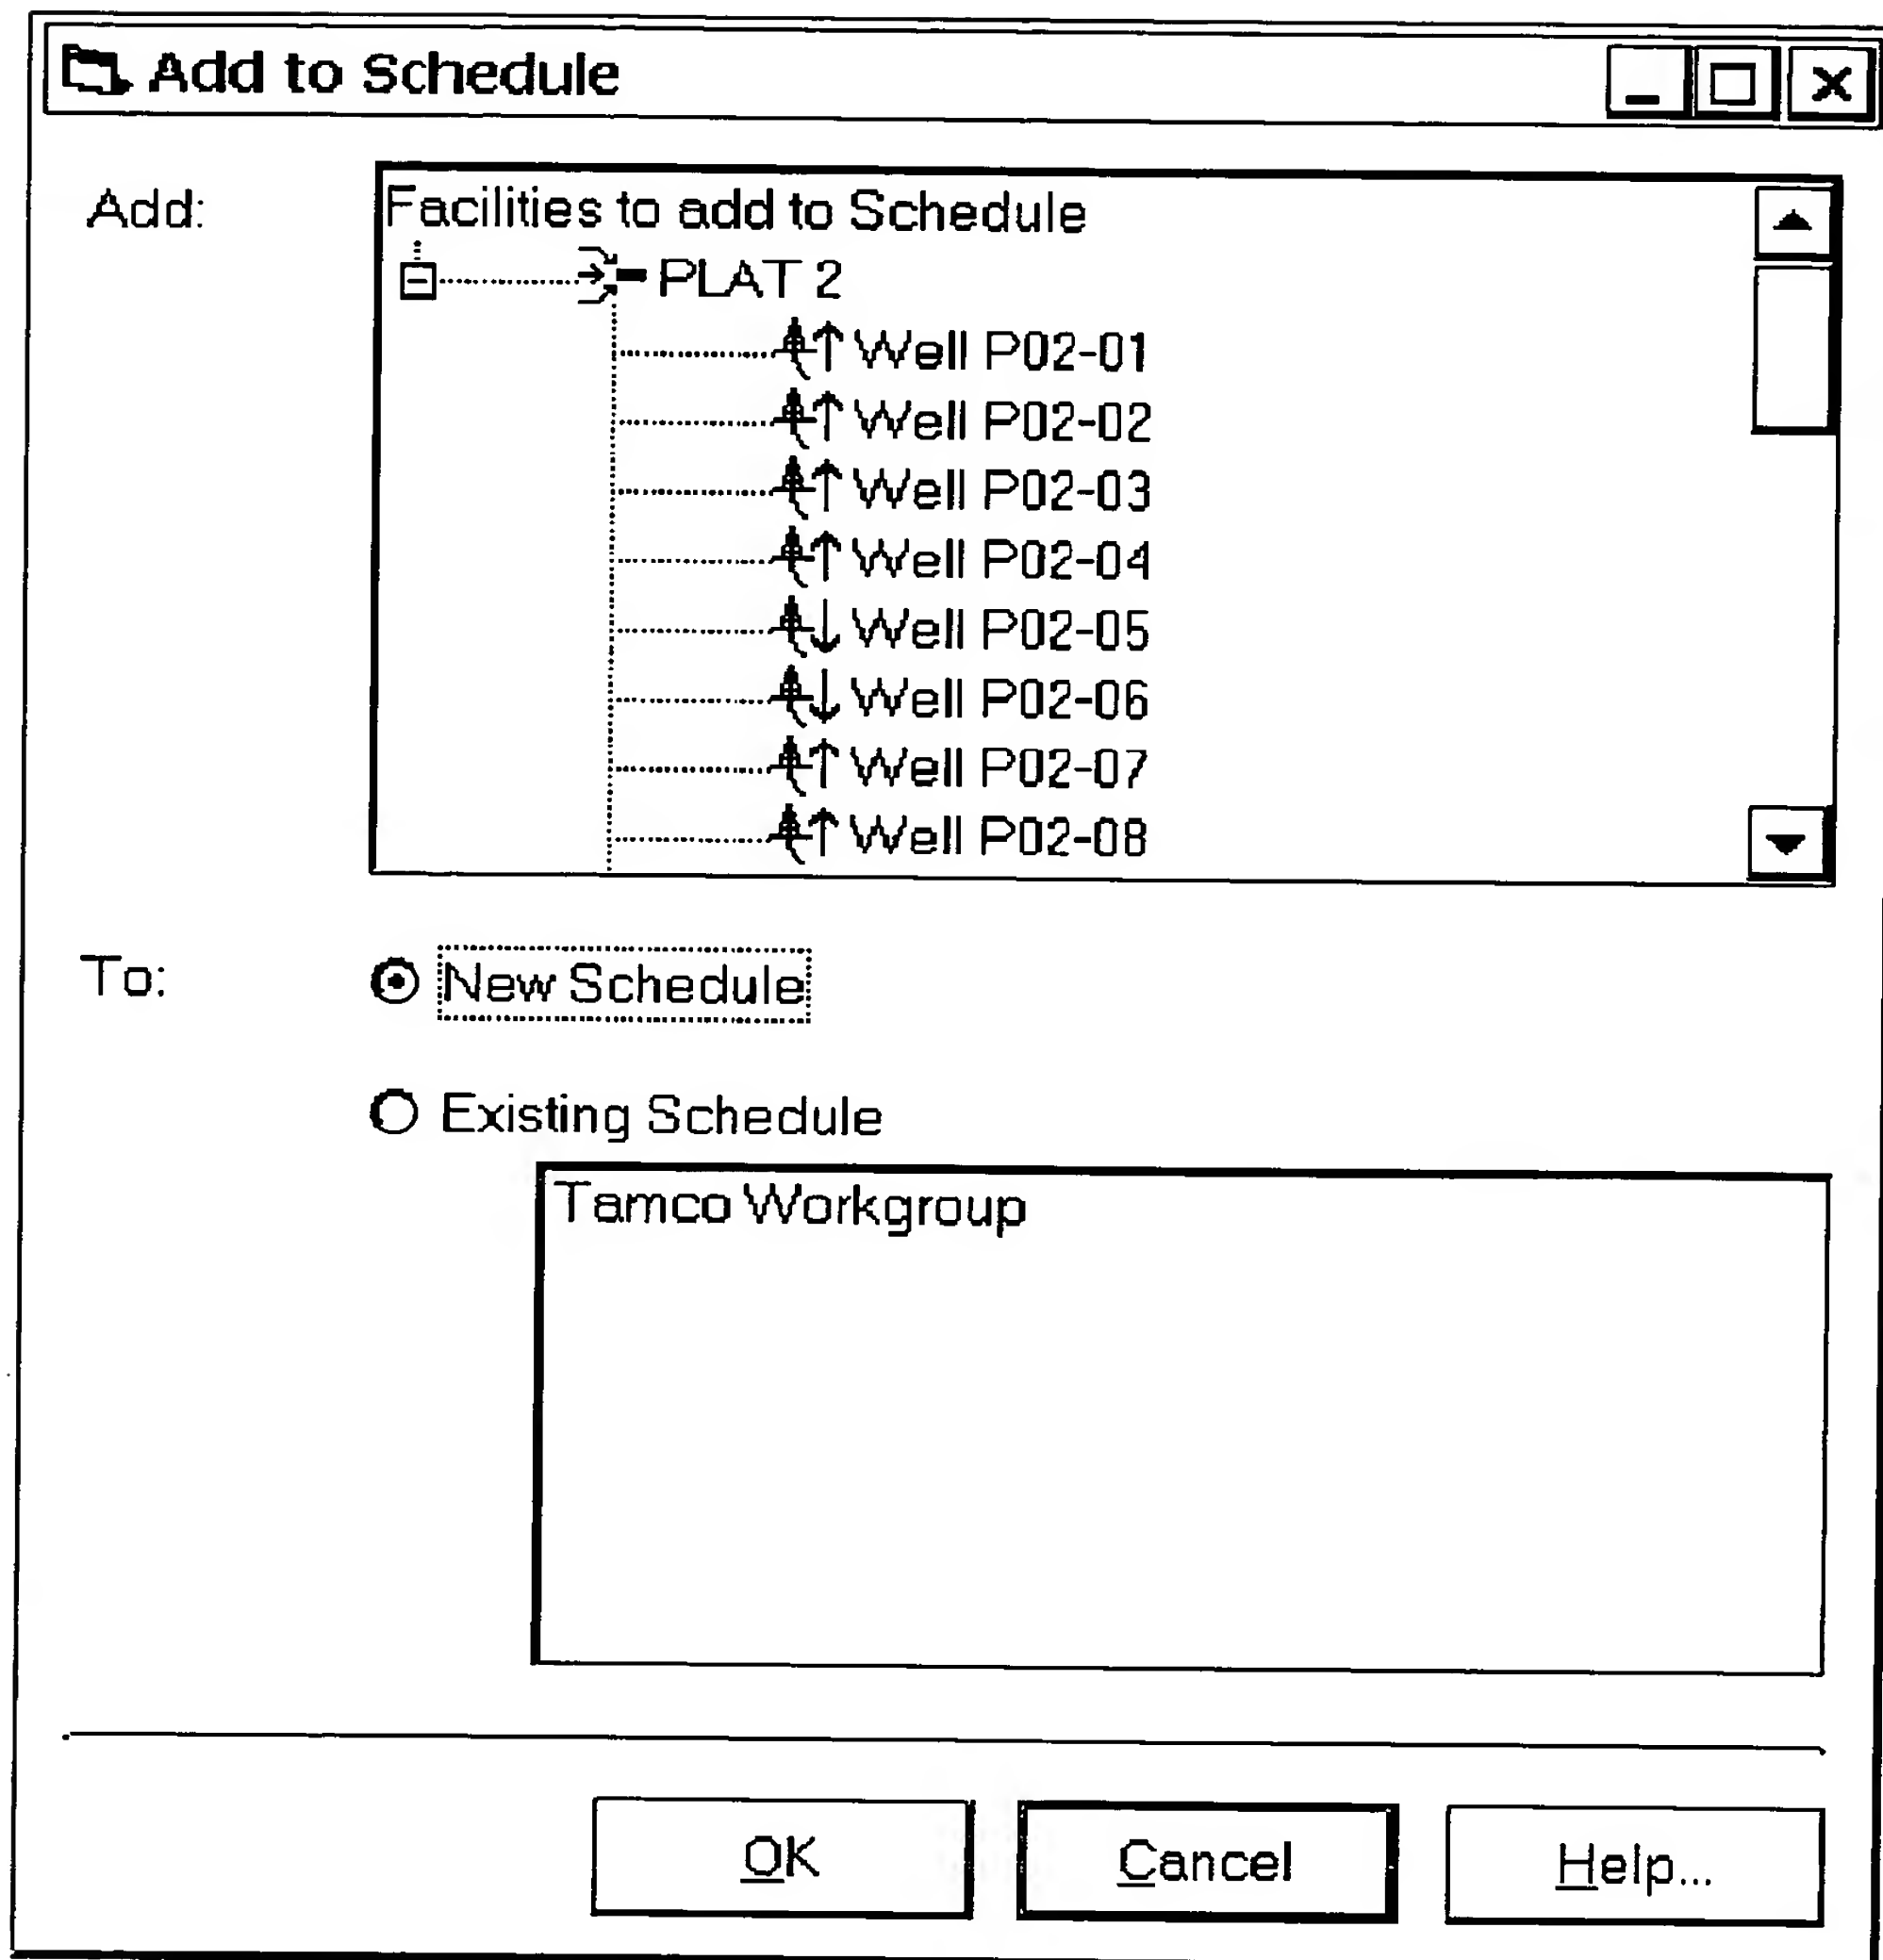 Add to Schedule
Add:
Facilities to add to Schedule
PLAT 2
Well P02-01
Well P02-02
Well P02-03
Well P02-04
Well P02-05
Well P02-06
Well P02-07
Well P02-08
To:
New Schedule
Existing Schedule
Tamco Workgroup
OK
Cancel
Help...